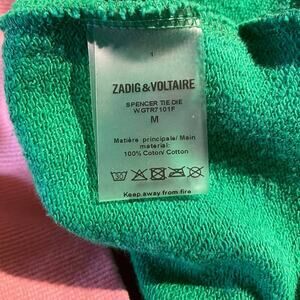 1
ZADIG & VOLTAIRE
SPENCER TIE DIE
WGTR7101F
M
Matière principale/ Main
material:
100% Coton/ Cotton
Keep away from fire